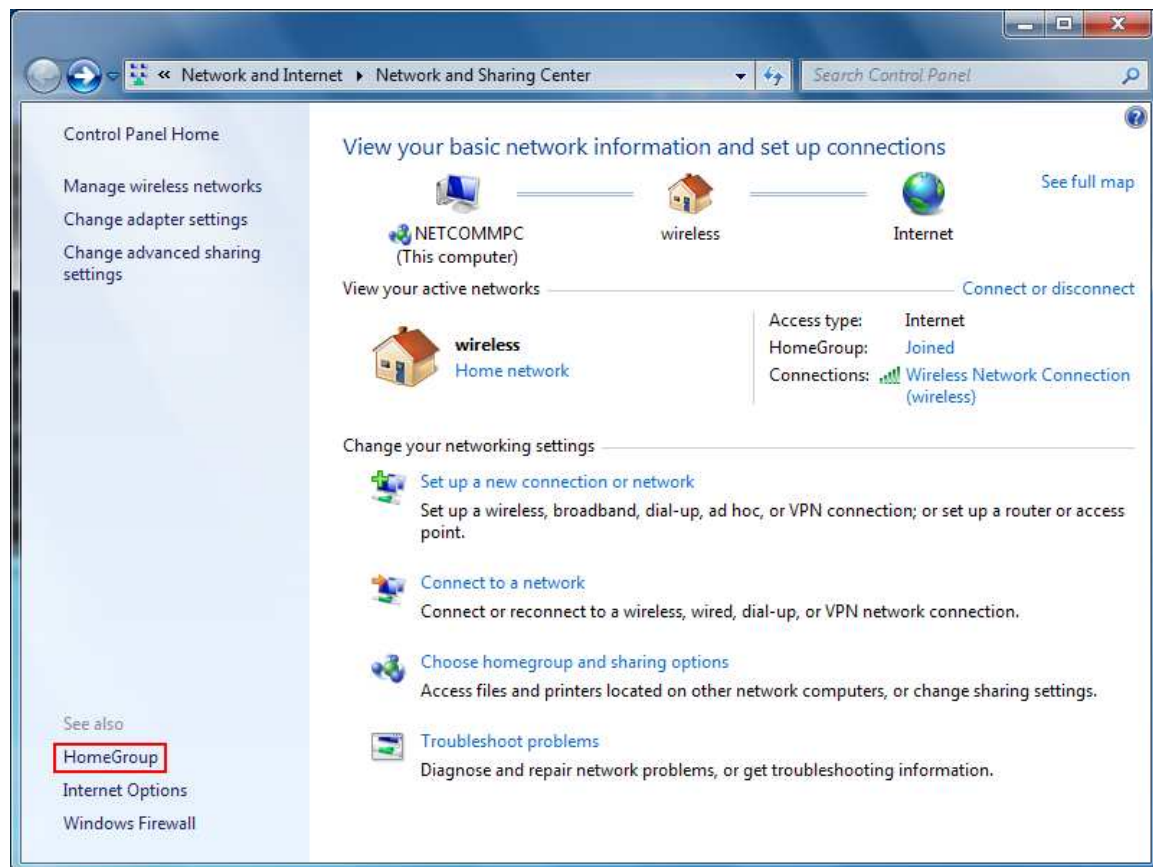 « Network and Internet ▸ Network and Sharing Center
Search Control Panel
Control Panel Home
Manage wireless networks
Change adapter settings
Change advanced sharing
settings
See also
HomeGroup
Internet Options
Windows Firewall
View your basic network information and set up connections
See full map
NETCOMMPC
(This computer)
wireless
Internet
View your active networks
Connect or disconnect
wireless
Home network
Access type: Internet
HomeGroup: Joined
Connections: Wireless Network Connection
(wireless)
Change your networking settings
Set up a new connection or network
Set up a wireless, broadband, dial-up, ad hoc, or VPN connection; or set up a router or access
point.
Connect to a network
Connect or reconnect to a wireless, wired, dial-up, or VPN network connection.
Choose homegroup and sharing options
Access files and printers located on other network computers, or change sharing settings.
Troubleshoot problems
Diagnose and repair network problems, or get troubleshooting information.